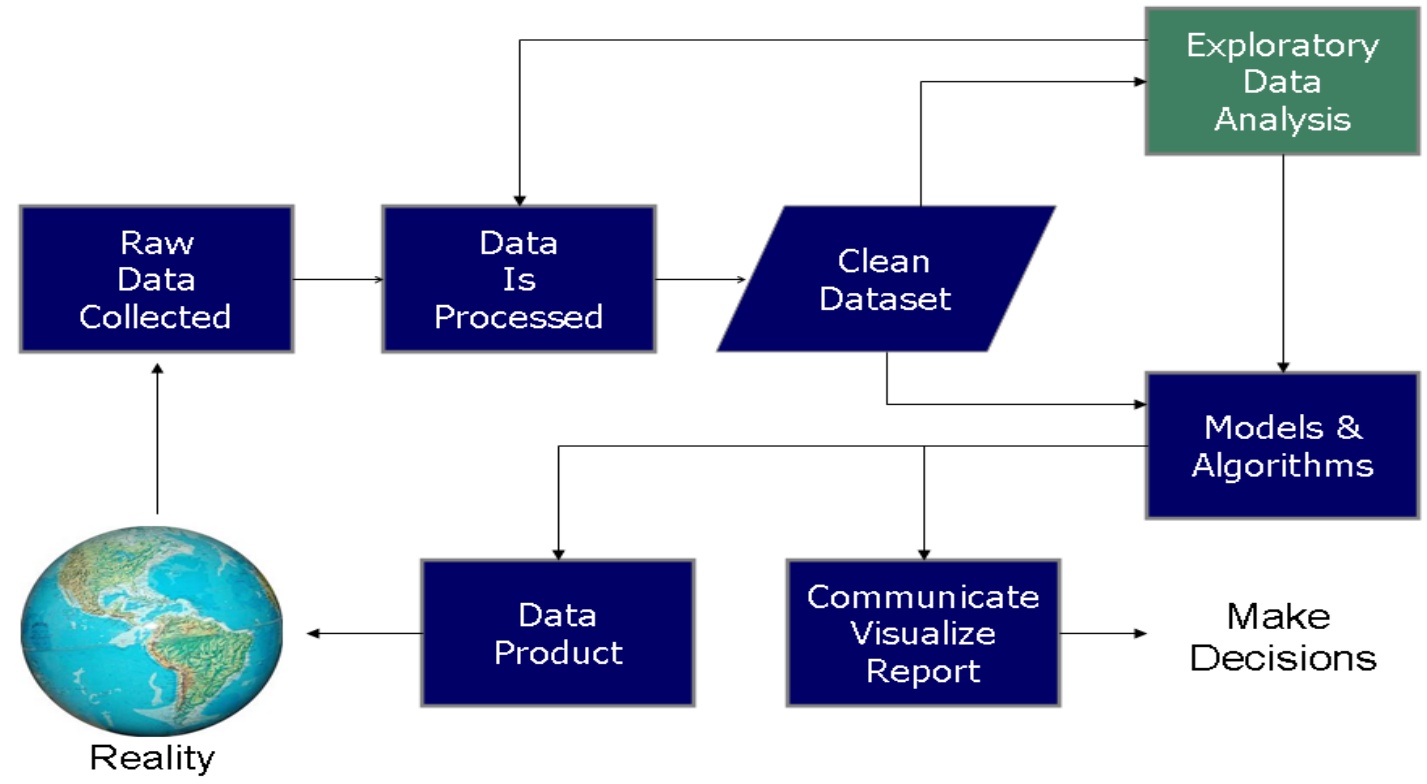 Exploratory
Data
Analysis
Raw
Data
Collected
Data
Is
Processed
Clean
Dataset
Models &
Algorithms
Data
Product
Communicate
Visualize
Report
Make
Decisions
Reality